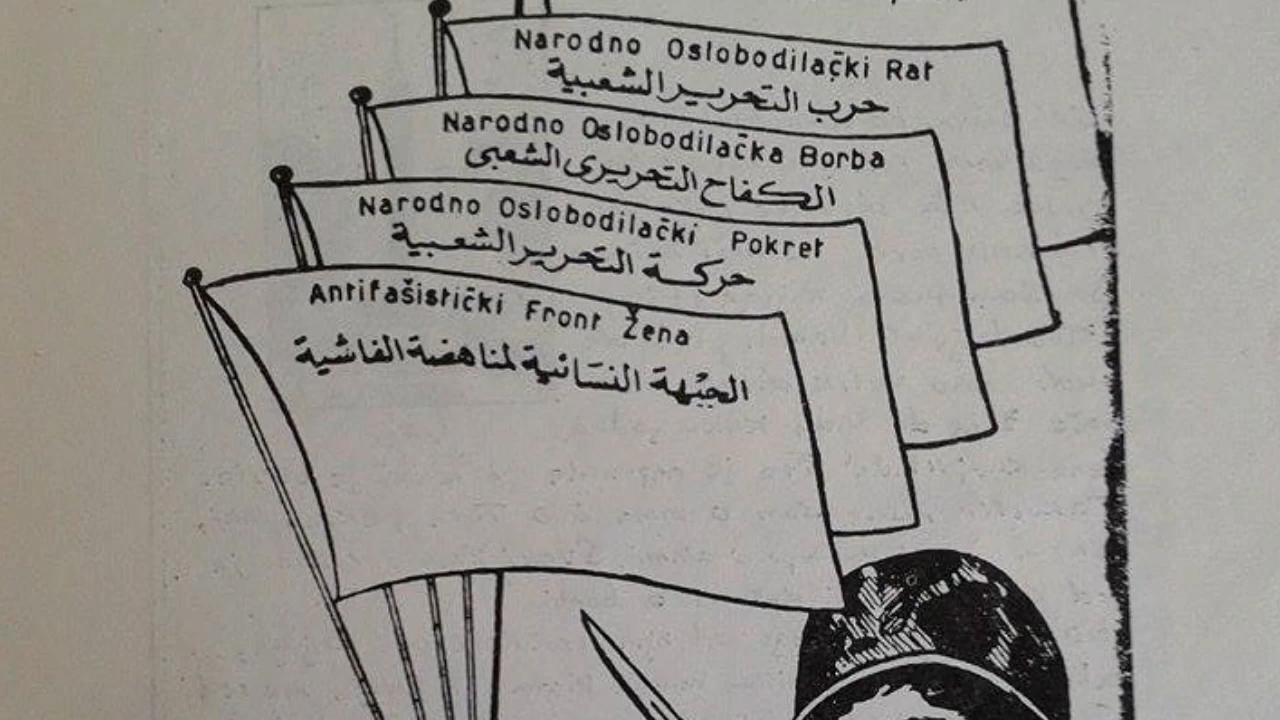 Narodno Oslobodilački Rat
حرب التحرير الشعبية
Narodno Oslobodilačka Borba
الكفاح التحريري الشعبي
Narodno Oslobodilački Pokret
حركة التحرير الشعبية
Antifašistički Front Žena
الجبهة النسائية لمناهضة الفاشية